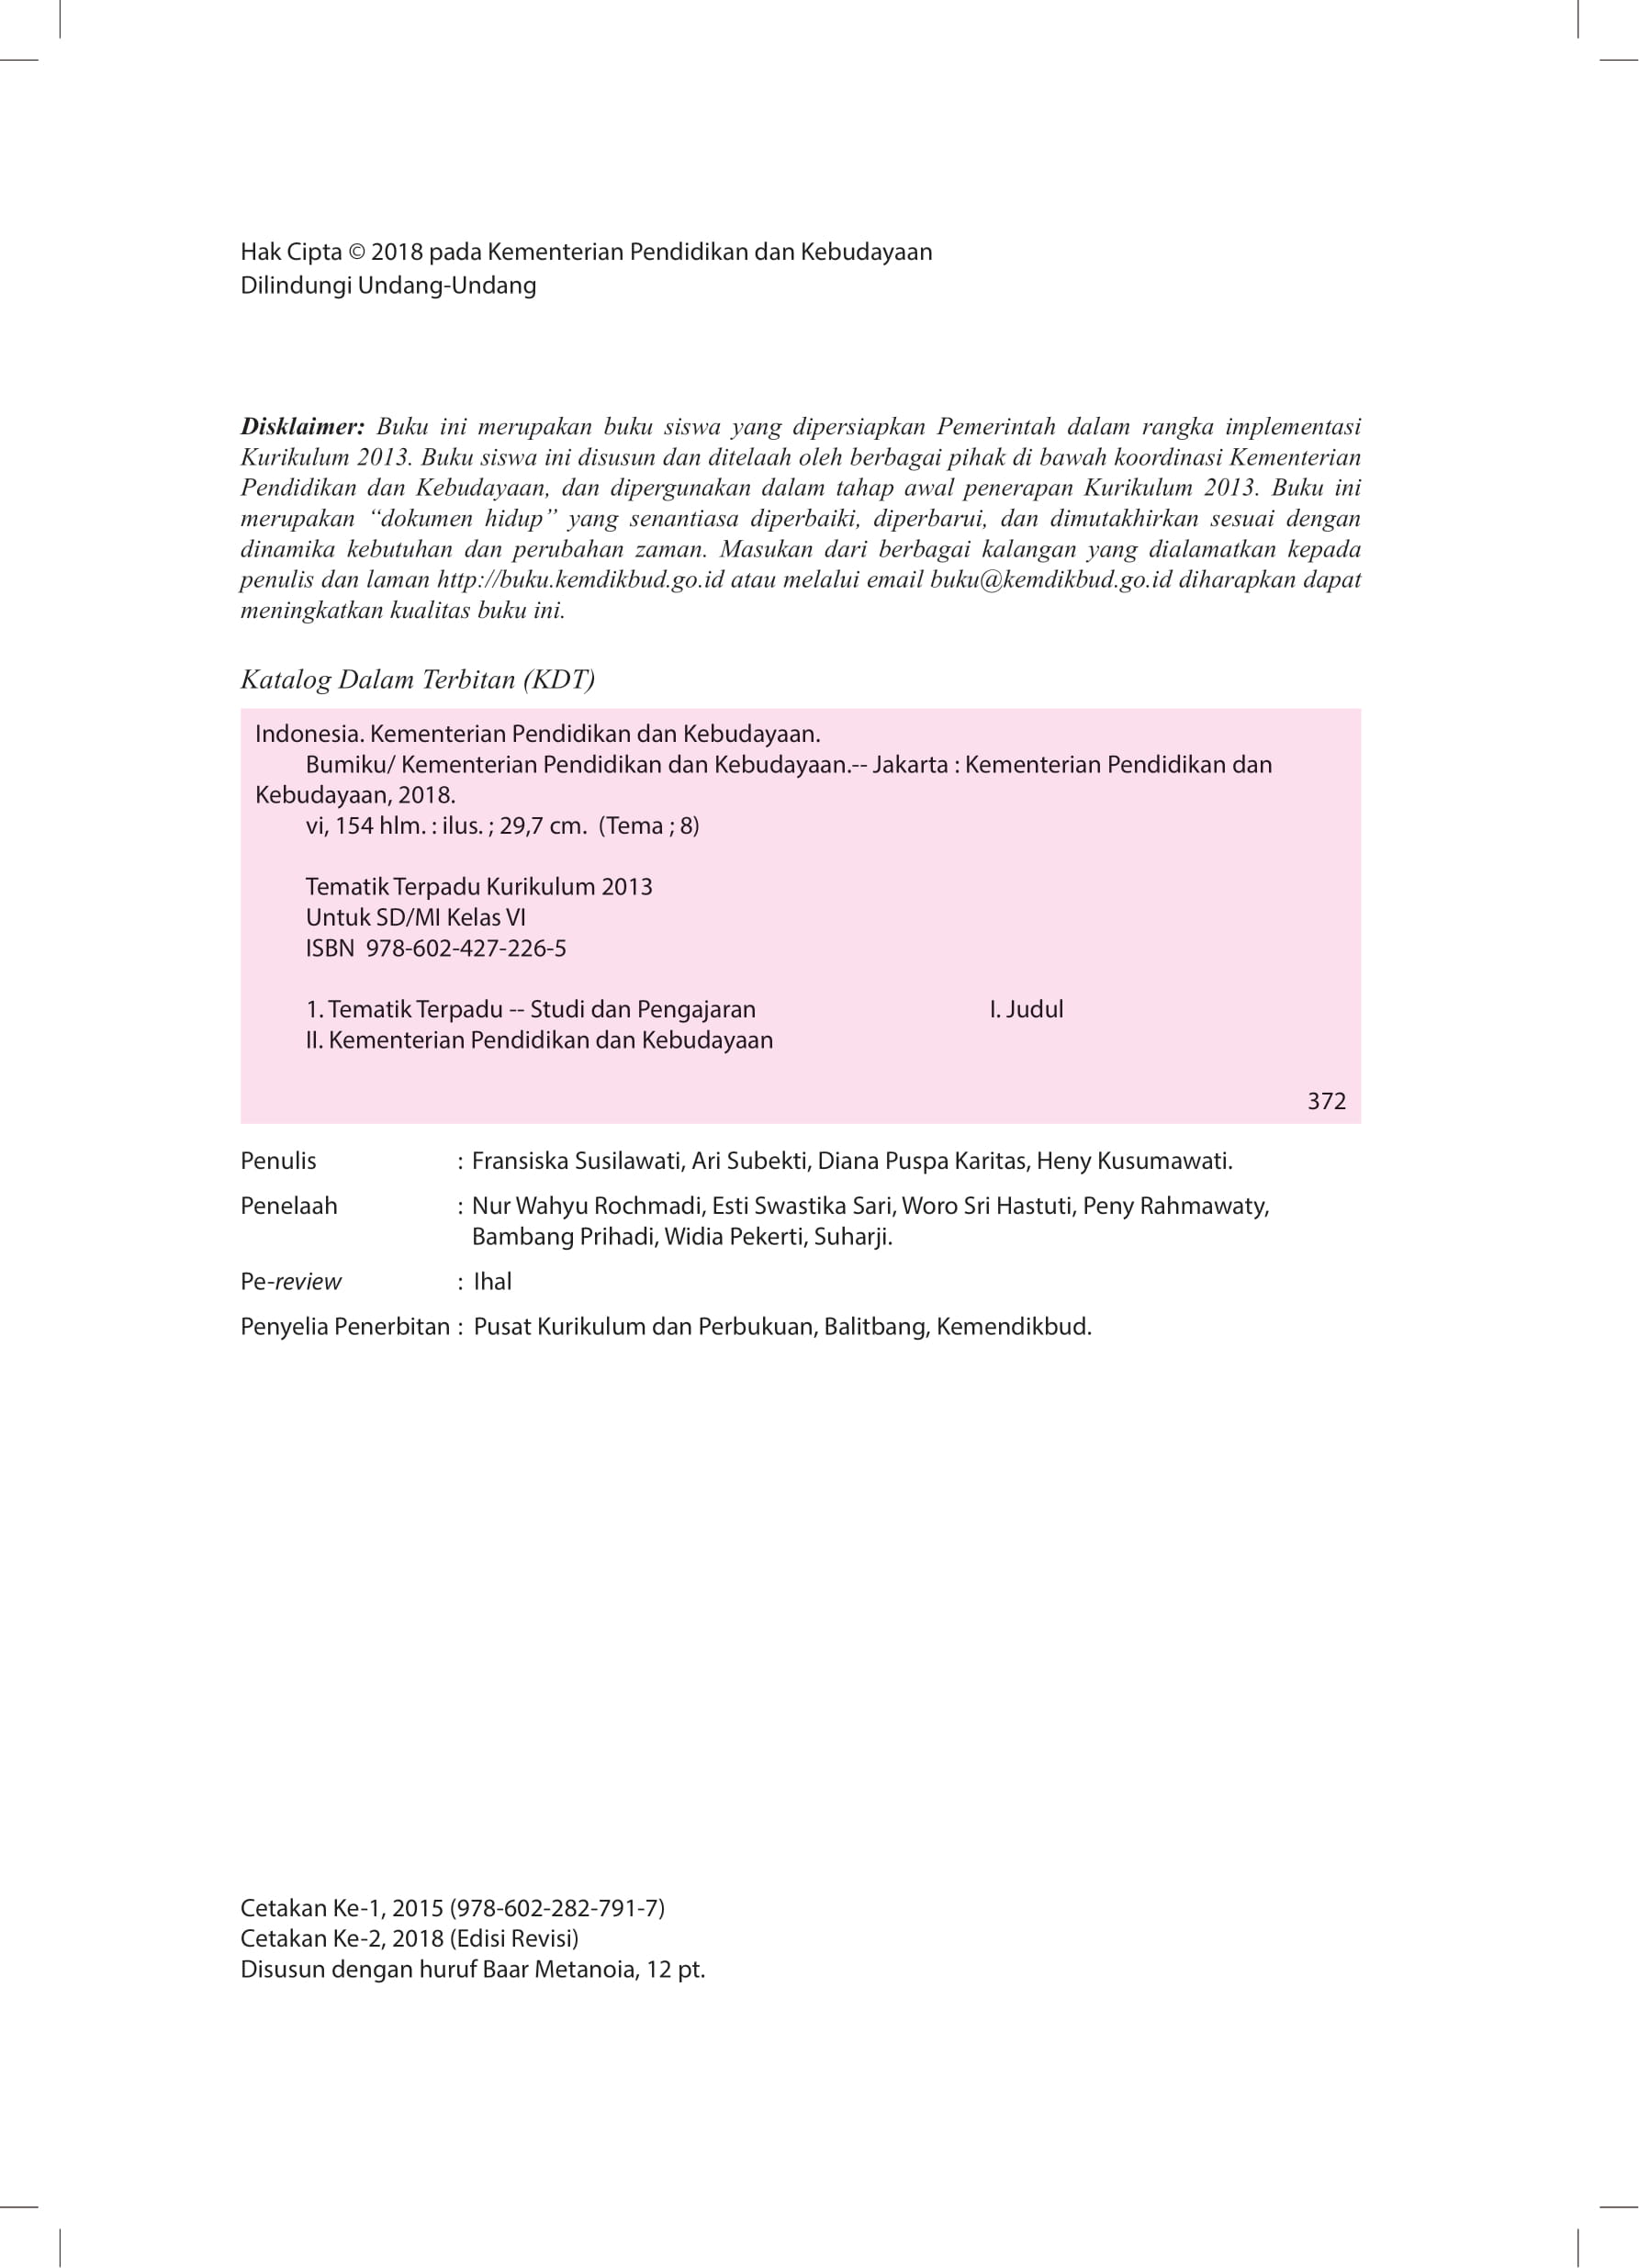 Hak Cipta © 2018 pada Kementerian Pendidikan dan Kebudayaan
Dilindungi Undang-Undang
Disklaimer: Buku ini merupakan buku siswa yang dipersiapkan Pemerintah dalam rangka implementasi
Kurikulum 2013. Buku siswa ini disusun dan ditelaah oleh berbagai pihak di bawah koordinasi Kementerian
Pendidikan dan Kebudayaan, dan dipergunakan dalam tahap awal penerapan Kurikulum 2013. Buku ini
merupakan “dokumen hidup” yang senantiasa diperbaiki, diperbarui, dan dimutakhirkan sesuai dengan
dinamika kebutuhan dan perubahan zaman. Masukan dari berbagai kalangan yang dialamatkan kepada
penulis dan laman http://buku.kemdikbud.go.id atau melalui email buku@kemdikbud.go.id diharapkan dapat
meningkatkan kualitas buku ini.
Katalog Dalam Terbitan (KDT)
Indonesia. Kementerian Pendidikan dan Kebudayaan.
Bumiku/ Kementerian Pendidikan dan Kebudayaan.-- Jakarta : Kementerian Pendidikan dan
Kebudayaan, 2018.
vi, 154 hlm. : ilus. ; 29,7 cm. (Tema ; 8)
Tematik Terpadu Kurikulum 2013
Untuk SD/MI Kelas VI
ISBN 978-602-427-226-5
1. Tematik Terpadu -- Studi dan Pengajaran I. Judul
II. Kementerian Pendidikan dan Kebudayaan
372
Penulis : Fransiska Susilawati, Ari Subekti, Diana Puspa Karitas, Heny Kusumawati.
Penelaah : Nur Wahyu Rochmadi, Esti Swastika Sari, Woro Sri Hastuti, Peny Rahmawaty,
Bambang Prihadi, Widia Pekerti, Suharji.
Pe-review : Ihal
Penyelia Penerbitan : Pusat Kurikulum dan Perbukuan, Balitbang, Kemendikbud.
Cetakan Ke-1, 2015 (978-602-282-791-7)
Cetakan Ke-2, 2018 (Edisi Revisi)
Disusun dengan huruf Baar Metanoia, 12 pt.